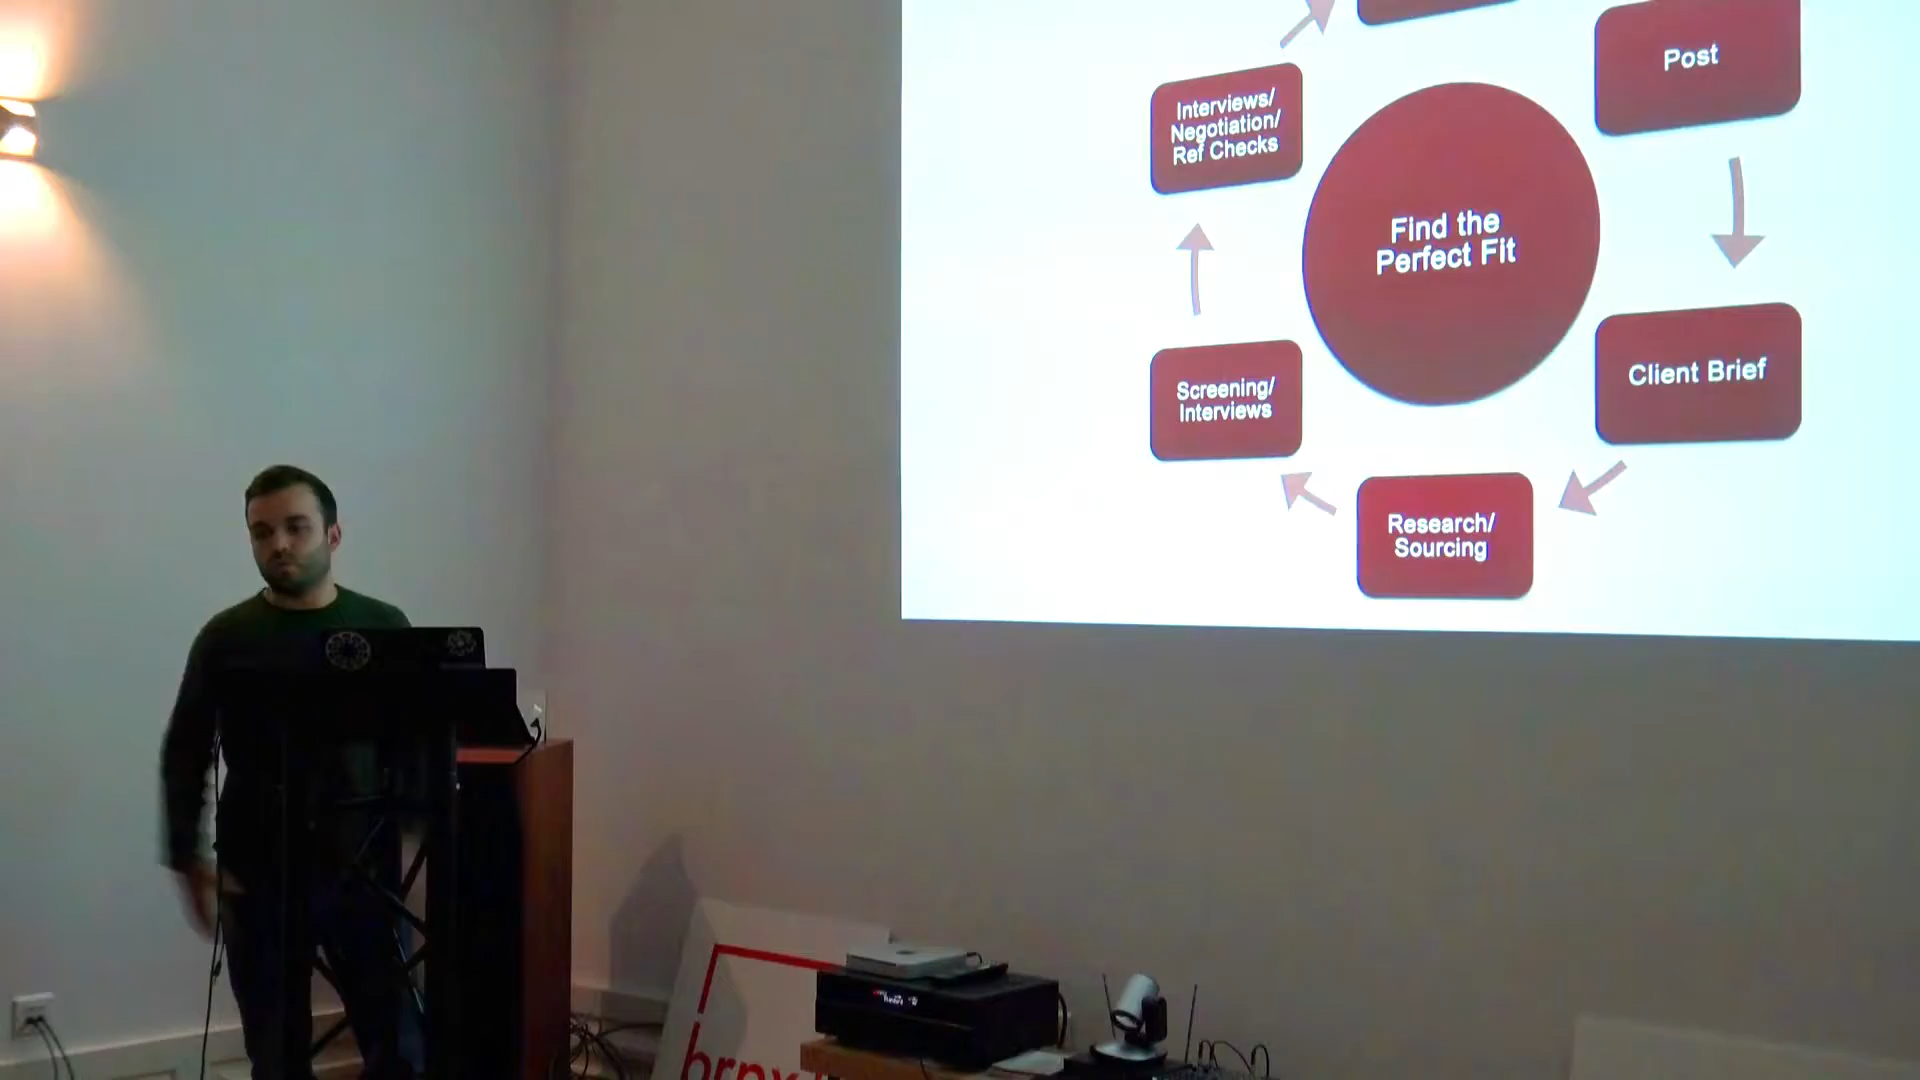 Post
Interviews/
Negotiation/
Ref Checks
Find the
Perfect Fit
Client Brief
Screening/
Interviews
Research/
Sourcing